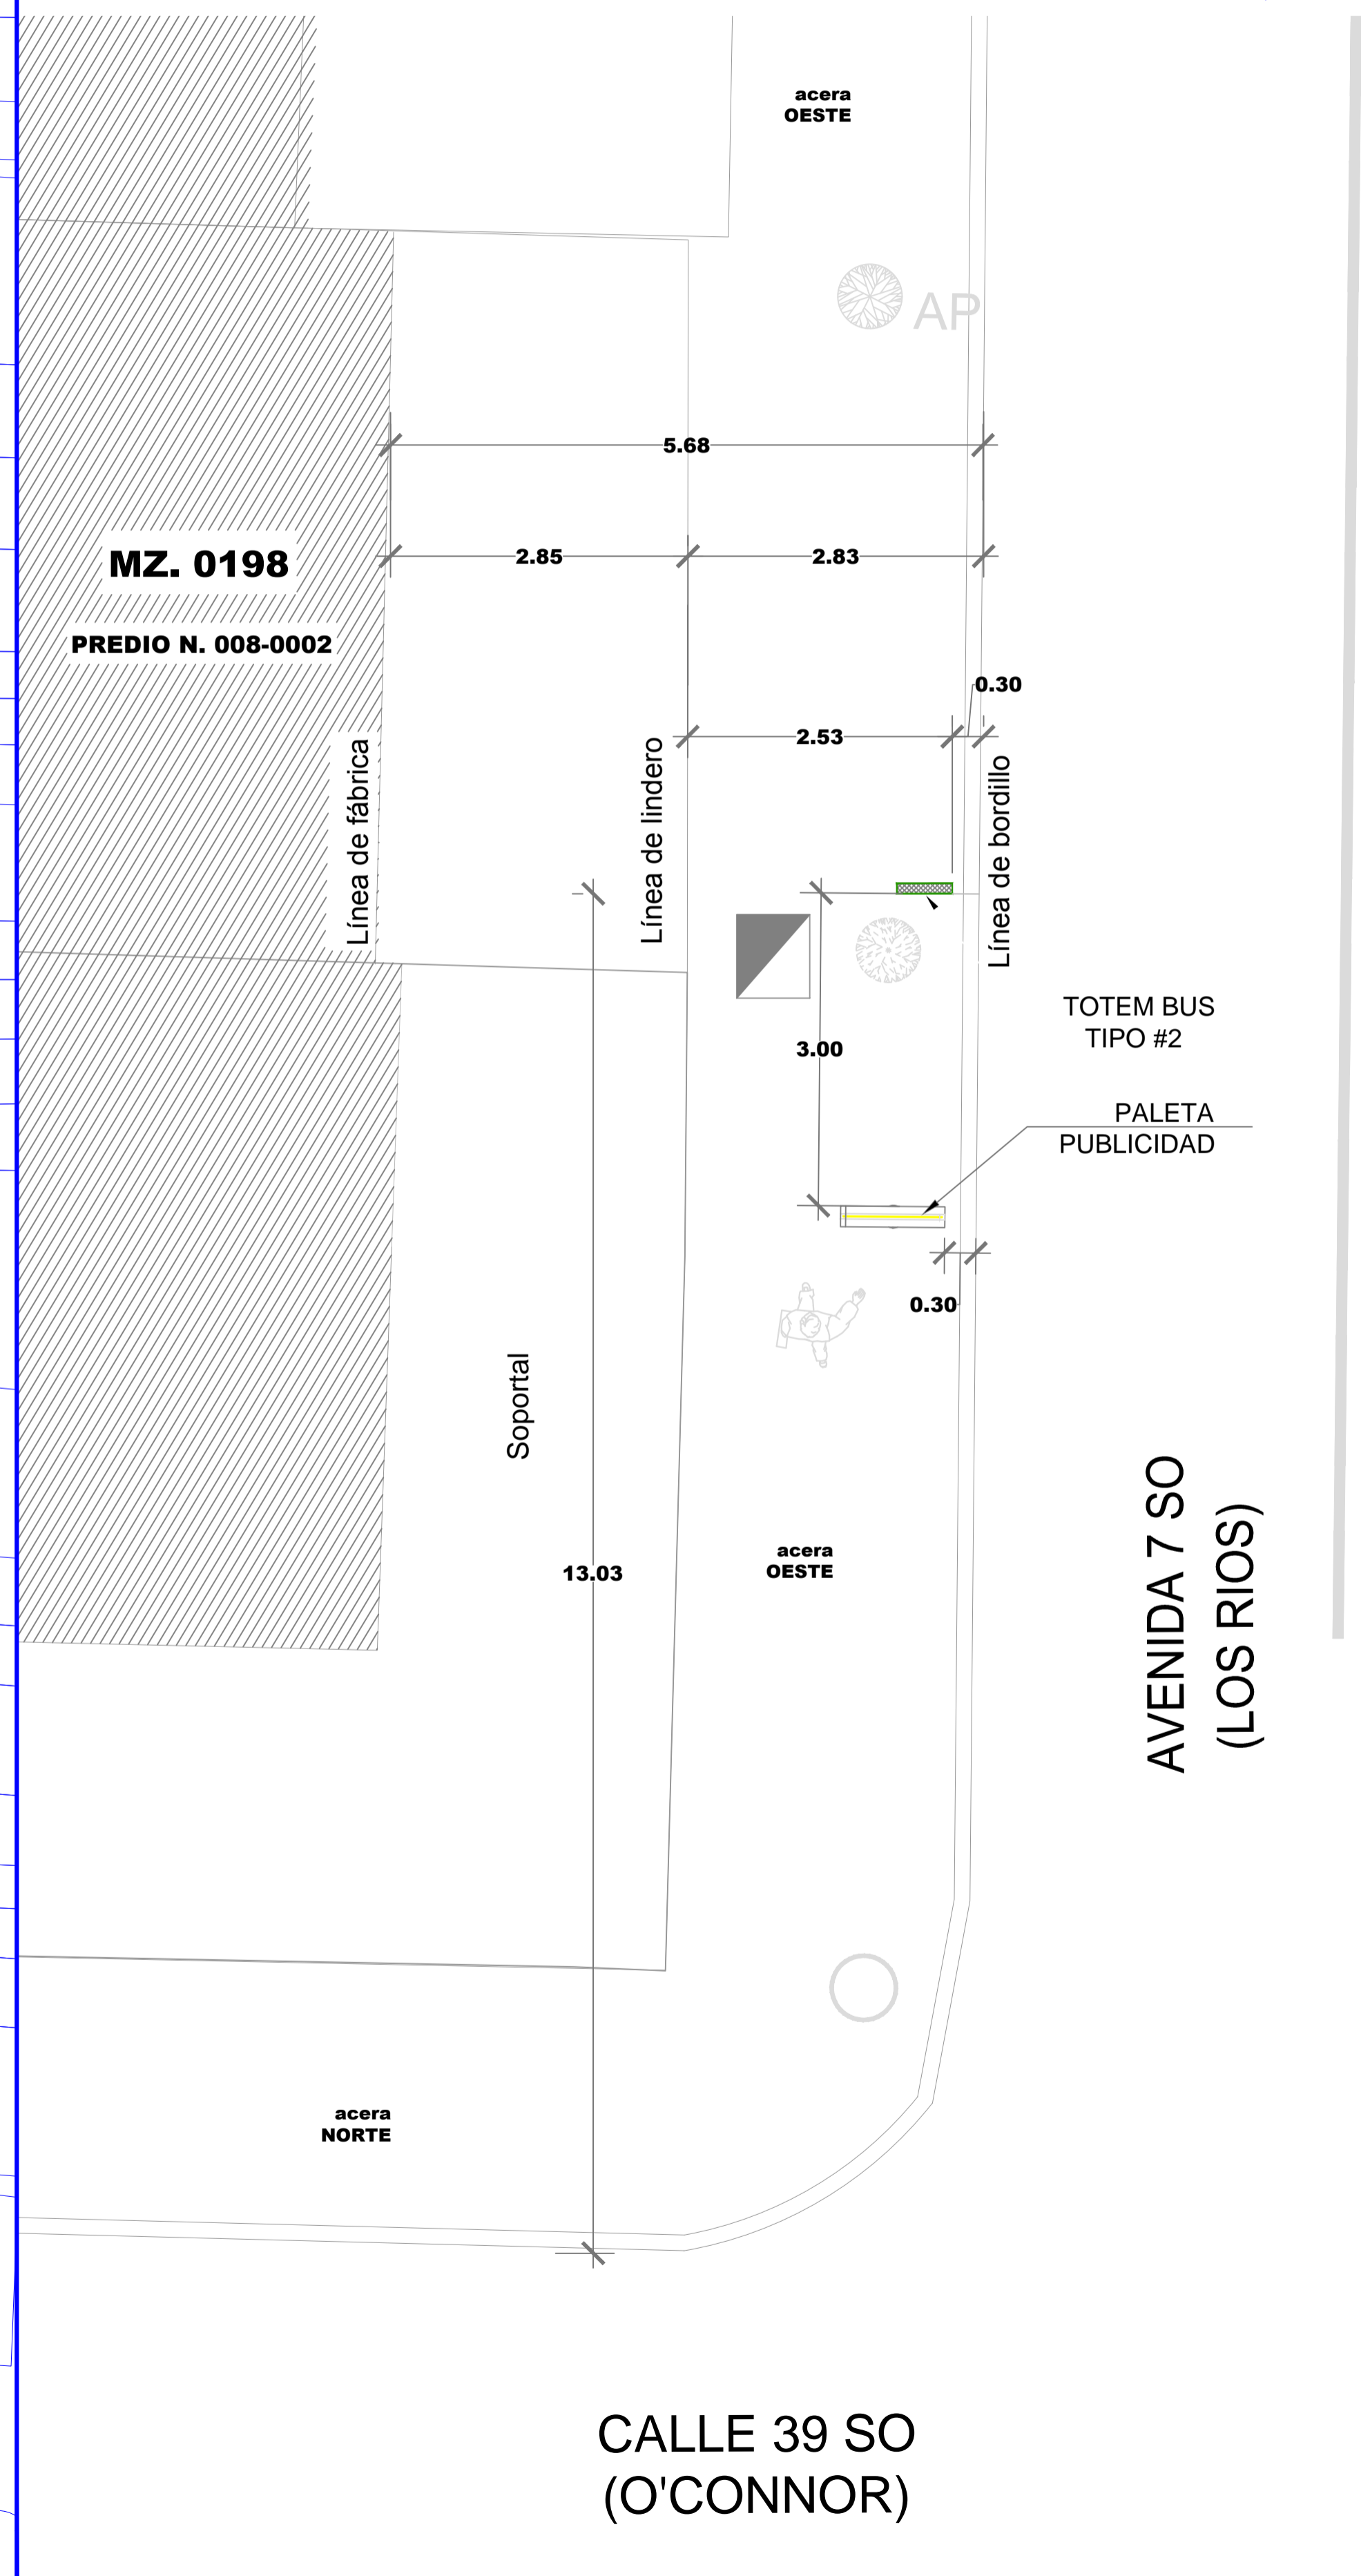 acera
OESTE
AP
5.68
2.85
2.83
MZ. 0198
PREDIO N. 008-0002
0.30
2.53
Línea de fábrica
Línea de lindero
Línea de bordillo
TOTEM BUS
TIPO #2
3.00
PALETA
PUBLICIDAD
0.30
Soportal
acera
OESTE
13.03
AVENIDA 7 SO
(LOS RIOS)
acera
NORTE
CALLE 39 SO
(O'CONNOR)